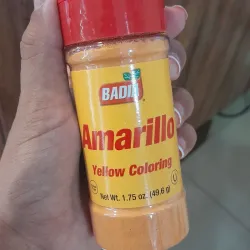 BADIA
Amarillo
Yellow Coloring
Net Wt. 1.75 oz. (49.6 g)